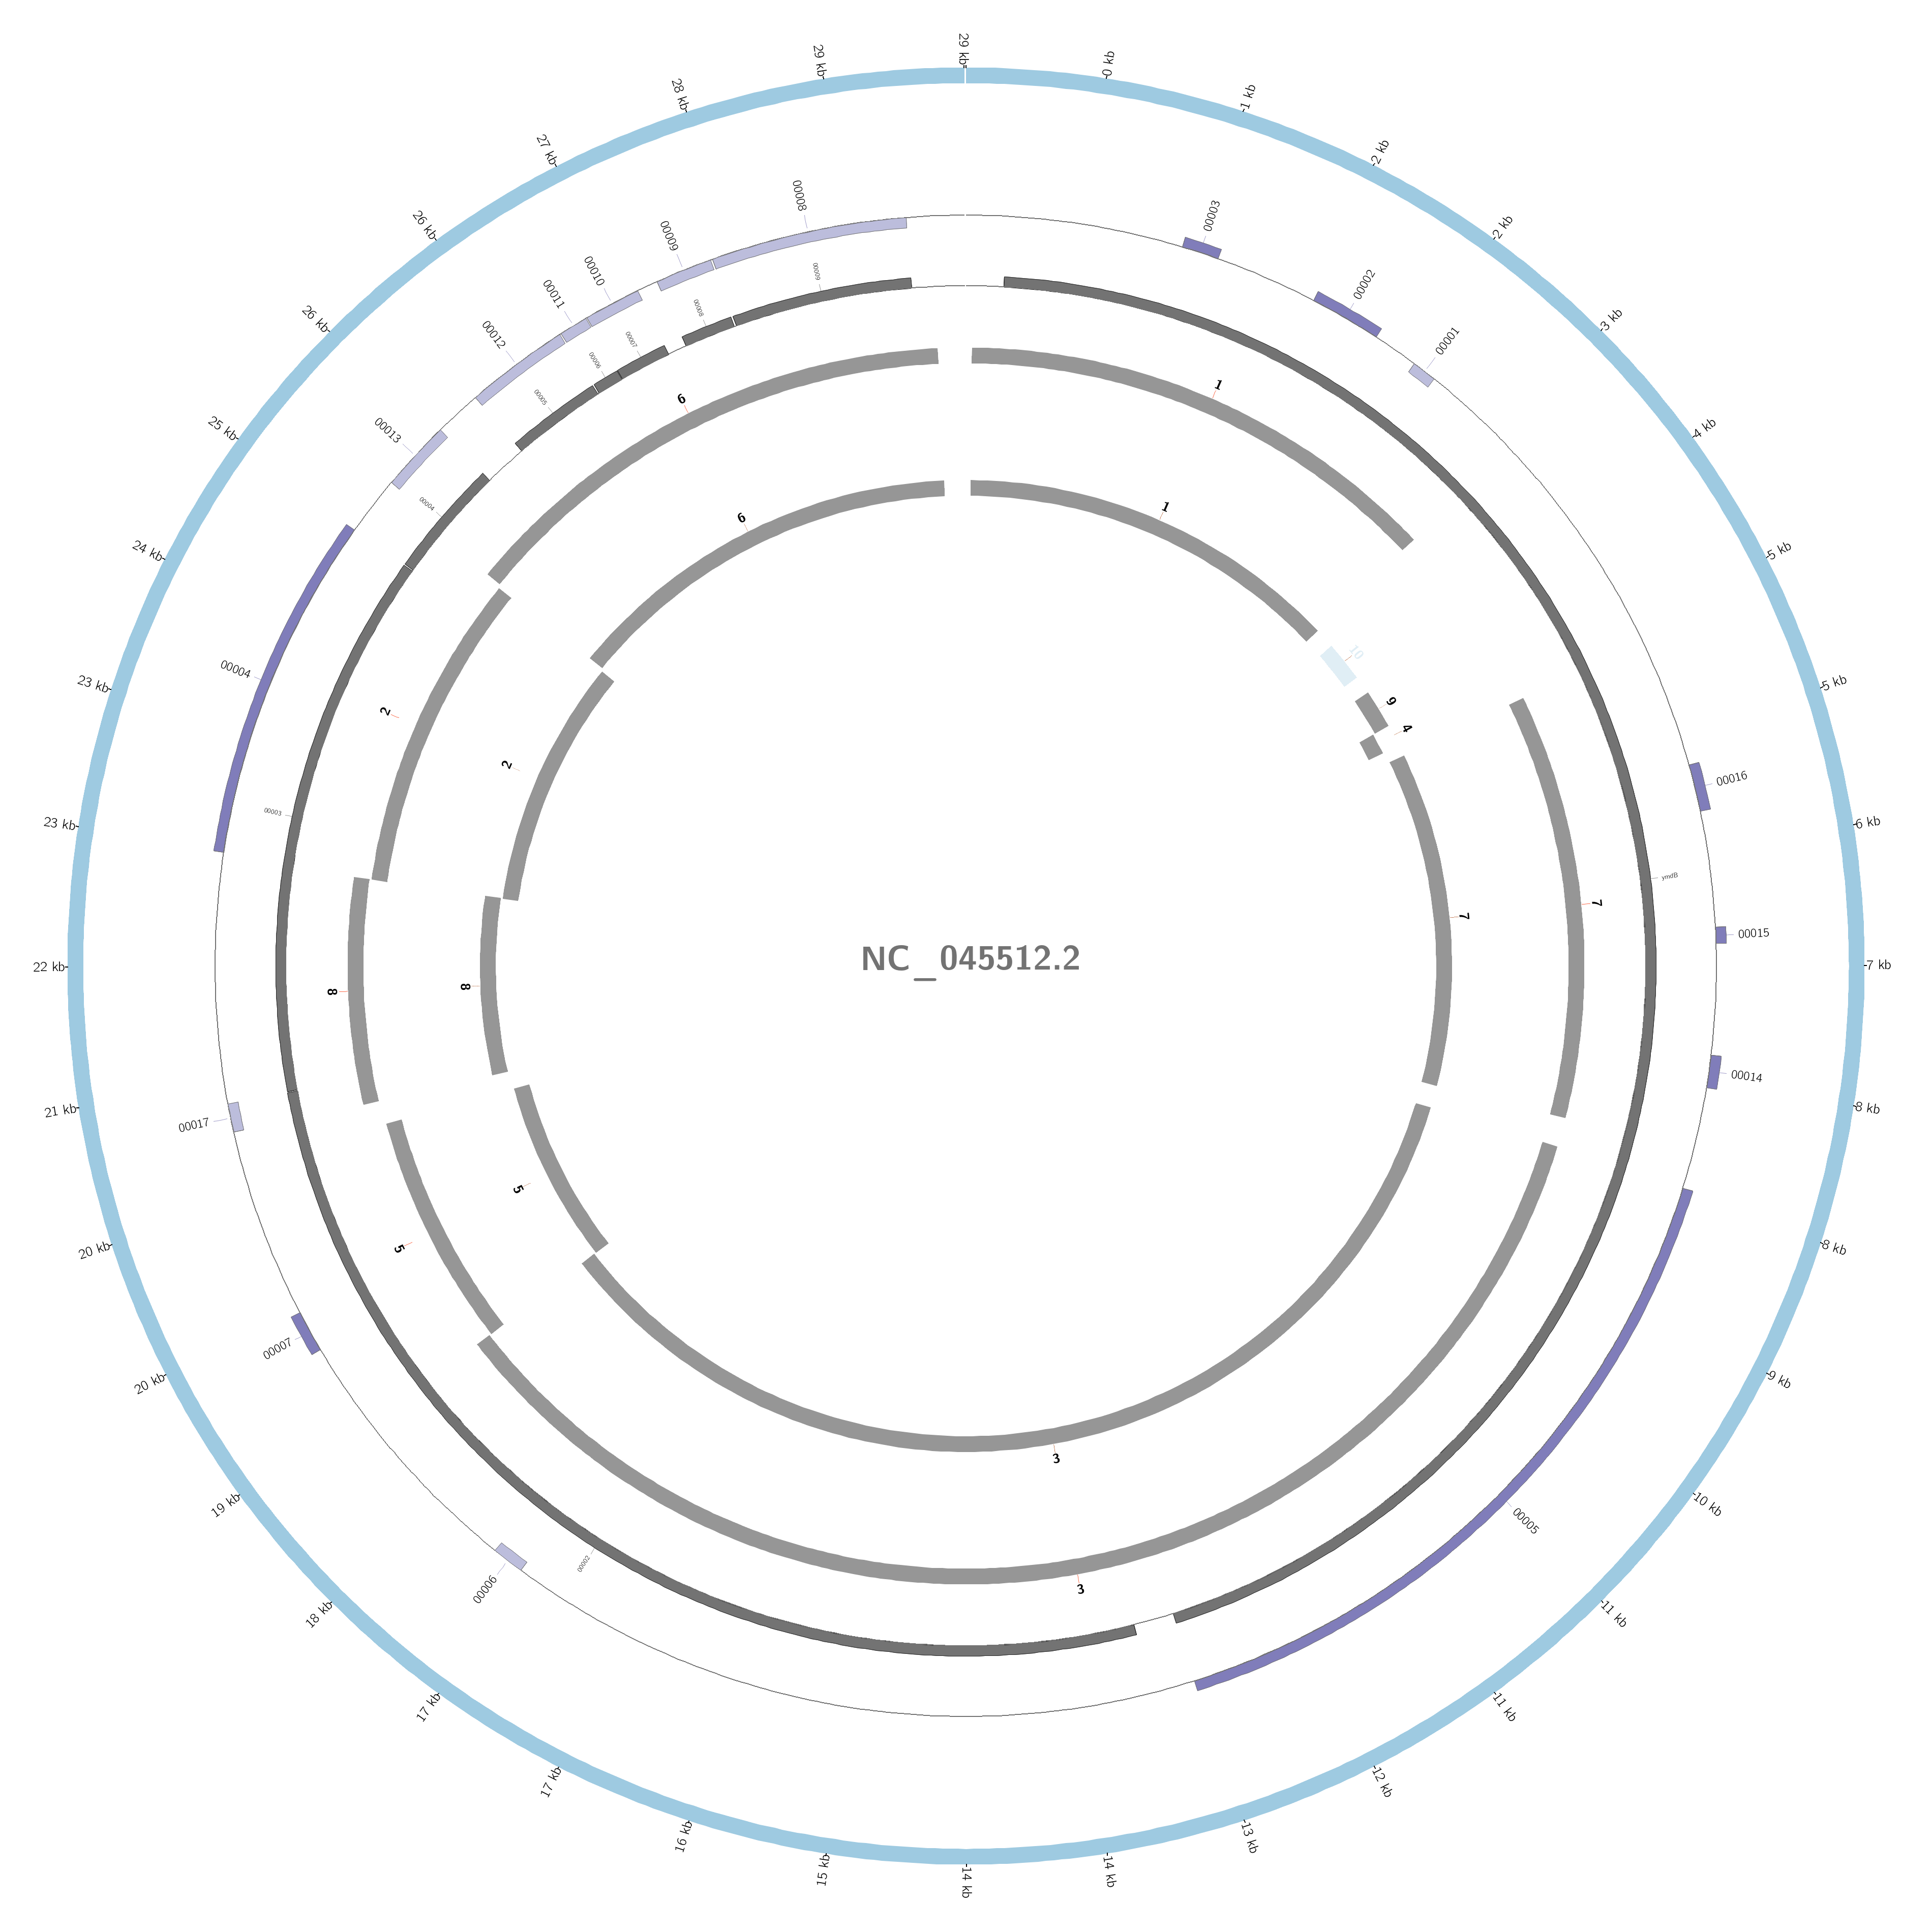 29 kb
0 kb
1 kb
2 kb
2 kb
3 kb
4 kb
5 kb
5 kb
6 kb
7 kb
8 kb
8 kb
9 kb
10 kb
11 kb
11 kb
12 kb
13 kb
14 kb
14 kb
15 kb
16 kb
17 kb
17 kb
18 kb
19 kb
20 kb
20 kb
21 kb
22 kb
23 kb
23 kb
24 kb
25 kb
26 kb
26 kb
27 kb
28 kb
29 kb
00003
00002
00001
00016
00015
00014
00005
00006
00007
00017
00004
00013
00012
00011
00010
00009
00008
ymdB
00002
00003
00004
00005
00006
00007
00008
00009
1
7
3
5
8
2
6
1
10
9
4
7
3
5
8
2
6
NC_045512.2